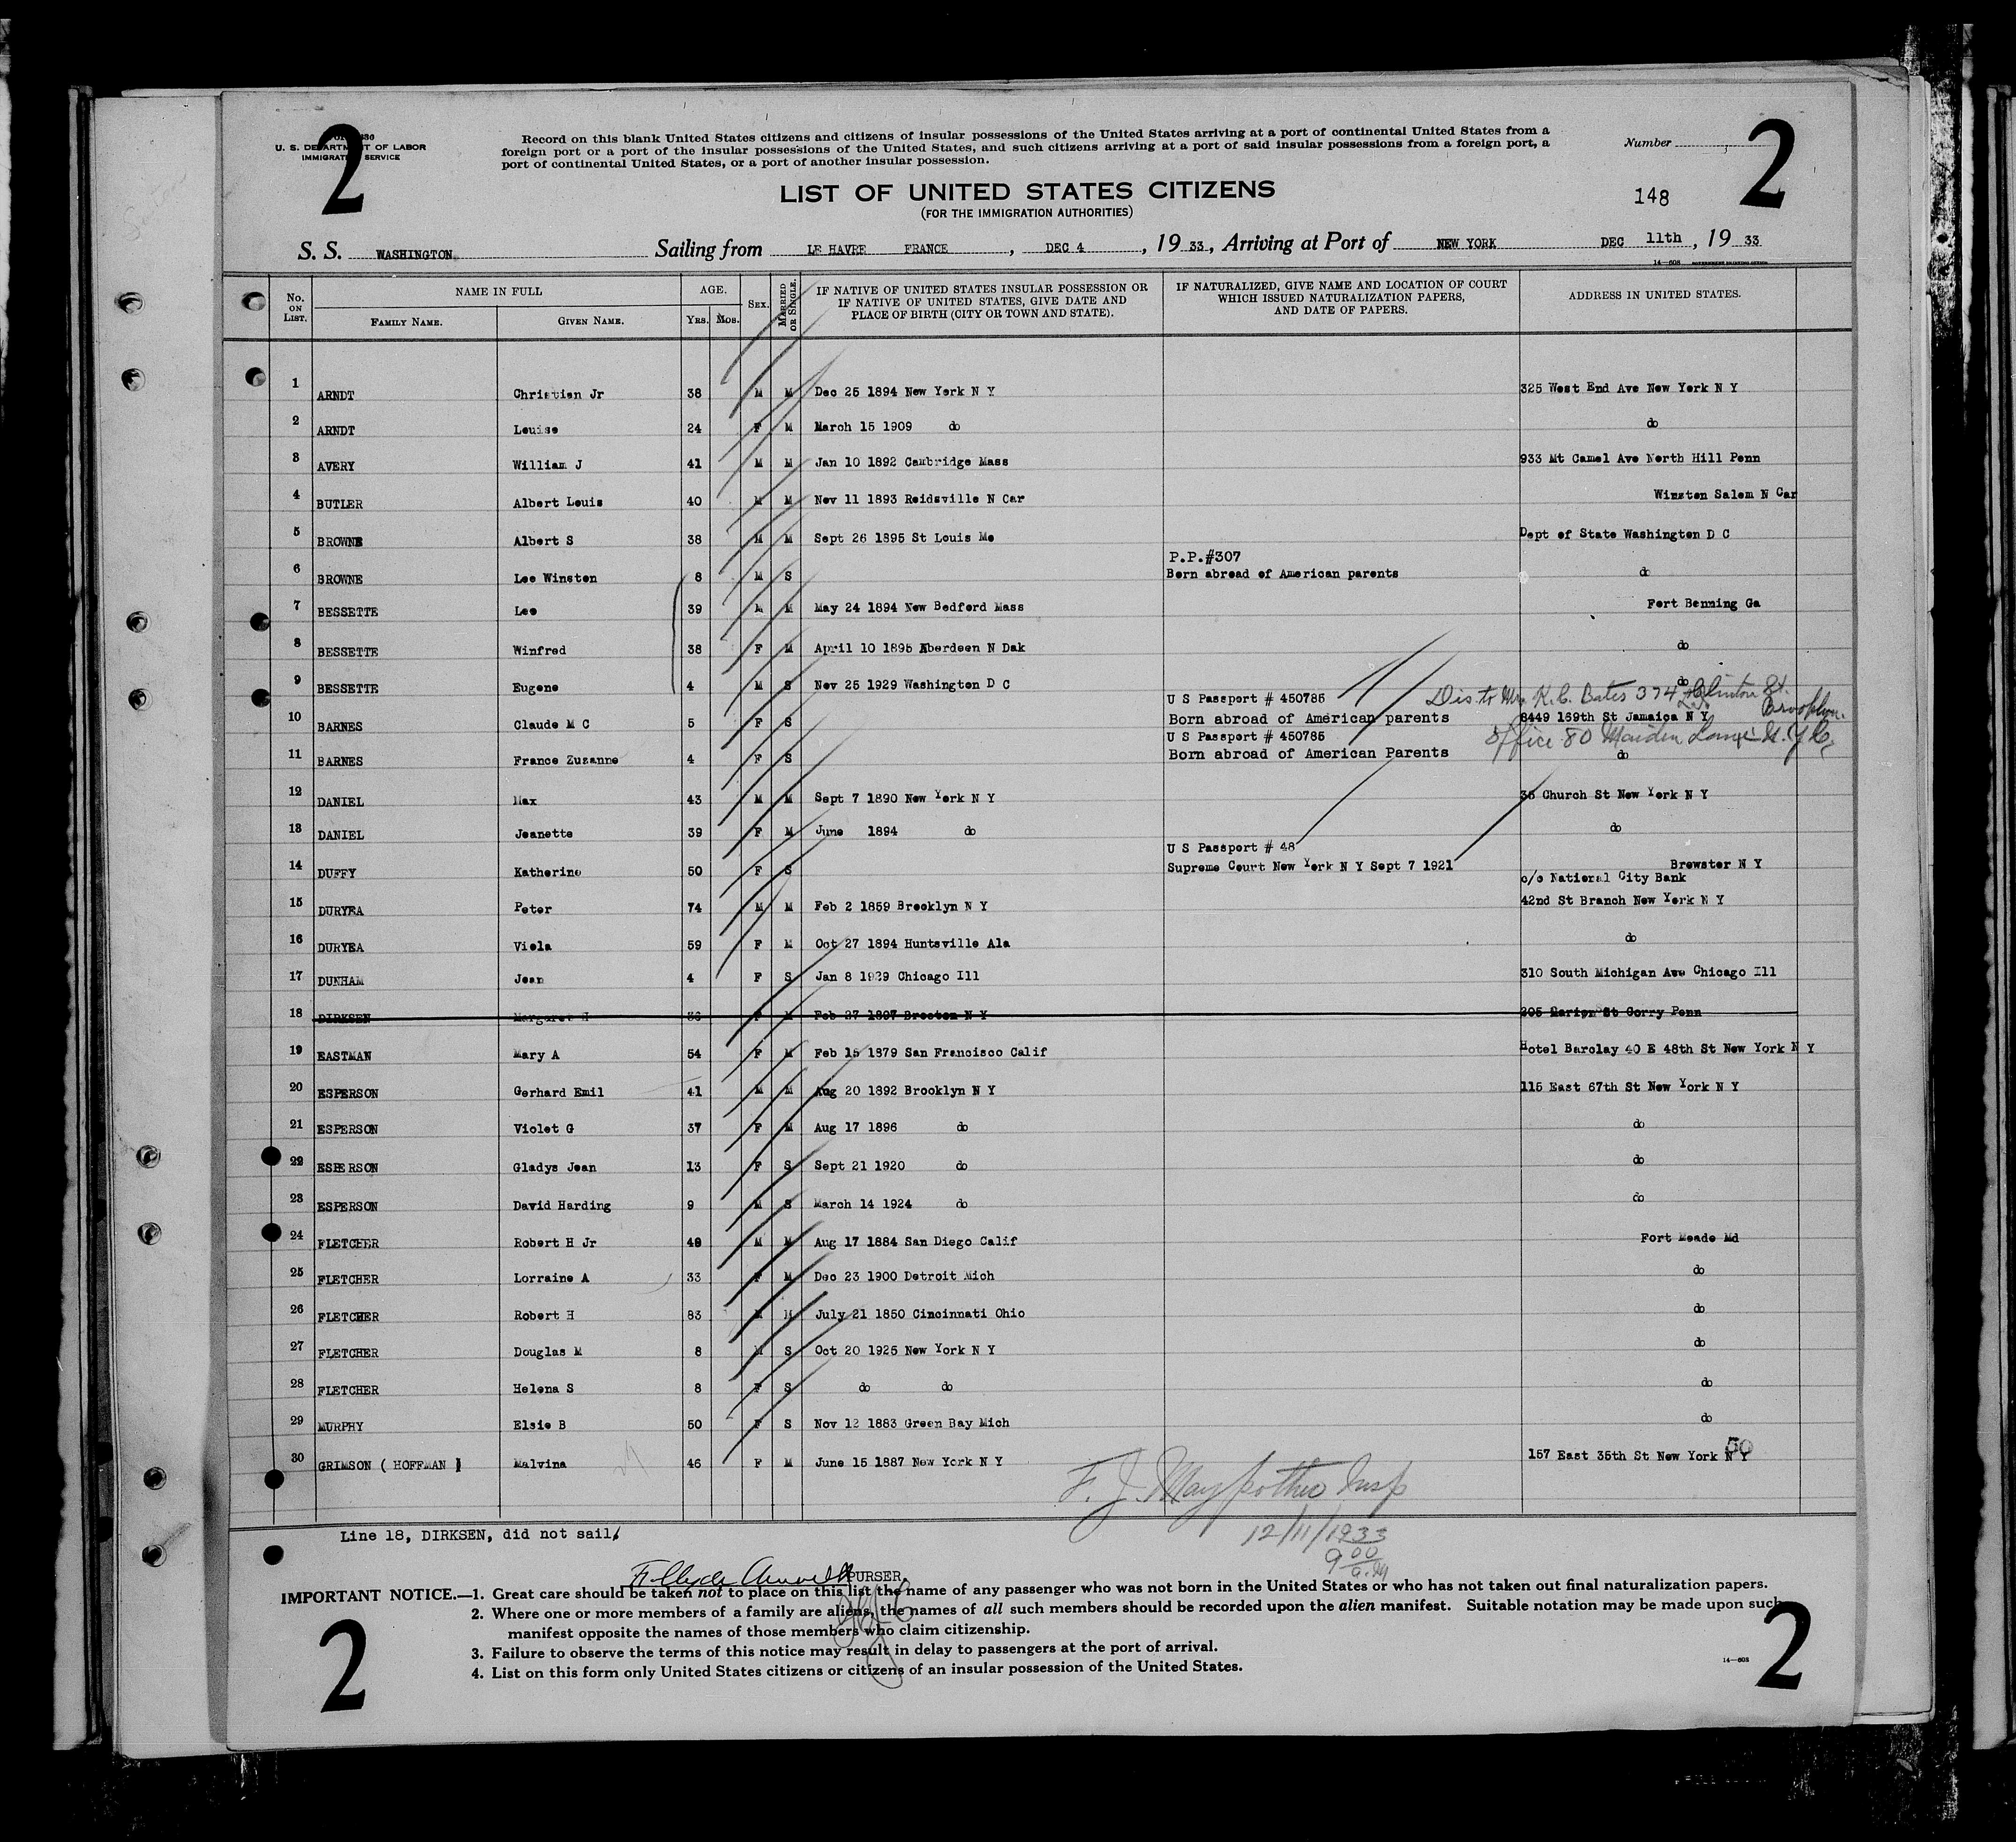 2
2
U. S. DEPARTMENT OF LABOR
IMMIGRATION SERVICE
Record on this blank United States citizens and citizens of insular possessions of the United States arriving at a port of continental United States from a
foreign port or a port of the insular possessions of the United States, and such citizens arriving at a port of said insular possessions from a foreign port, a
port of continental United States, or a port of another insular possession.
Number
148
LIST OF UNITED STATES CITIZENS
(FOR THE IMMIGRATION AUTHORITIES)
S. S. WASHINGTON Sailing from LE HAVRE FRANCE, DEC 4, 19 33, Arriving at Port of NEW YORK DEC 11th, 19 33
14—608 GOVERNMENT PRINTING OFFICE
No. ON LIST. NAME IN FULL FAMILY NAME. GIVEN NAME. AGE. YRS. MOS. SEX. MARRIED OR SINGLE. IF NATIVE OF UNITED STATES INSULAR POSSESSION OR IF NATIVE OF UNITED STATES, GIVE DATE AND PLACE OF BIRTH (CITY OR TOWN AND STATE). IF NATURALIZED, GIVE NAME AND LOCATION OF COURT WHICH ISSUED NATURALIZATION PAPERS, AND DATE OF PAPERS. ADDRESS IN UNITED STATES.
1 ARNDT Christian Jr 38 M M Dec 25 1894 New York N Y 325 West End Ave New York N Y
2 ARNDT Louise 24 F M March 15 1909 do do
3 AVERY William J 41 M M Jan 10 1892 Cambridge Mass 933 Mt Camel Ave North Hill Penn
4 BUTLER Albert Louis 40 M M Nov 11 1893 Reidsville N Car Winston Salem N Car
5 BROWNE Albert S 38 M M Sept 26 1895 St Louis Mo Dept of State Washington D C
P.P.#307
6 BROWNE Lee Winston 8 M S Born abroad of American parents do
7 BESSETTE Leo 39 M M May 24 1894 New Bedford Mass Fort Benning Ga
8 BESSETTE Winfred 38 F M April 10 1895 Aberdeen N Dak do
9 BESSETTE Eugene 4 M S Nov 25 1929 Washington D C do
U S Passport # 450785 Dis. to Mrs K. C. Bates 374 Clinton St. Brooklyn.
10 BARNES Claude M C 5 F S Born abroad of American parents 8449 169th St Jamaica N Y
U S Passport # 450785 Office 80 Maiden Lane N. Y. C.
11 BARNES France Zuzanne 4 F S Born abroad of American Parents do
12 DANIEL Max 43 M M Sept 7 1890 New York N Y 35 Church St New York N Y
13 DANIEL Jeanette 39 F M June 1894 do do
U S Passport # 48
14 DUFFY Katherine 50 F S Supreme Court New York N Y Sept 7 1921 Brewster N Y
c/o National City Bank
15 DURYEA Peter 74 M M Feb 2 1859 Brooklyn N Y 42nd St Branch New York N Y
16 DURYEA Viola 59 F M Oct 27 1894 Huntsville Ala do
17 DUNHAM Jean 4 F S Jan 8 1929 Chicago Ill 310 South Michigan Ave Chicago Ill
18 DIRKSEN Margaret H 36 F M Feb 27 1897 N Y 205 St Corry Penn
19 EASTMAN Mary A 54 F M Feb 15 1879 San Francisco Calif Hotel Barclay 40 E 48th St New York N Y
20 ESPERSON Gerhard Emil 41 M M Aug 20 1892 Brooklyn N Y 115 East 67th St New York N Y
21 ESPERSON Violet G 37 F M Aug 17 1896 do do
22 ESPERSON Gladys Jean 13 F S Sept 21 1920 do do
23 ESPERSON David Harding 9 M S March 14 1924 do do
24 FLETCHER Robert H Jr 49 M M Aug 17 1884 San Diego Calif Fort Meade Md
25 FLETCHER Lorraine A 33 F M Dec 23 1900 Detroit Mich do
26 FLETCHER Robert H 83 M M July 21 1850 Cincinnati Ohio do
27 FLETCHER Douglas M 8 M S Oct 20 1925 New York N Y do
28 FLETCHER Helena S 8 F S do do do
29 MURPHY Elsie B 50 F S Nov 12 1883 Green Bay Mich do
50
30 GRIMSON ( HOFFMAN ) Malvina 46 F M June 15 1887 New York N Y 157 East 35th St New York N Y
F. J. Insp
12/11/1933
9 00 a.m
Line 18, DIRKSEN, did not sail.
PURSER
IMPORTANT NOTICE.—1. Great care should be taken not to place on this list the name of any passenger who was not born in the United States or who has not taken out final naturalization papers.
2. Where one or more members of a family are aliens, the names of all such members should be recorded upon the alien manifest. Suitable notation may be made upon such
manifest opposite the names of those members who claim citizenship.
3. Failure to observe the terms of this notice may result in delay to passengers at the port of arrival.
4. List on this form only United States citizens or citizens of an insular possession of the United States.
14—608
2
2